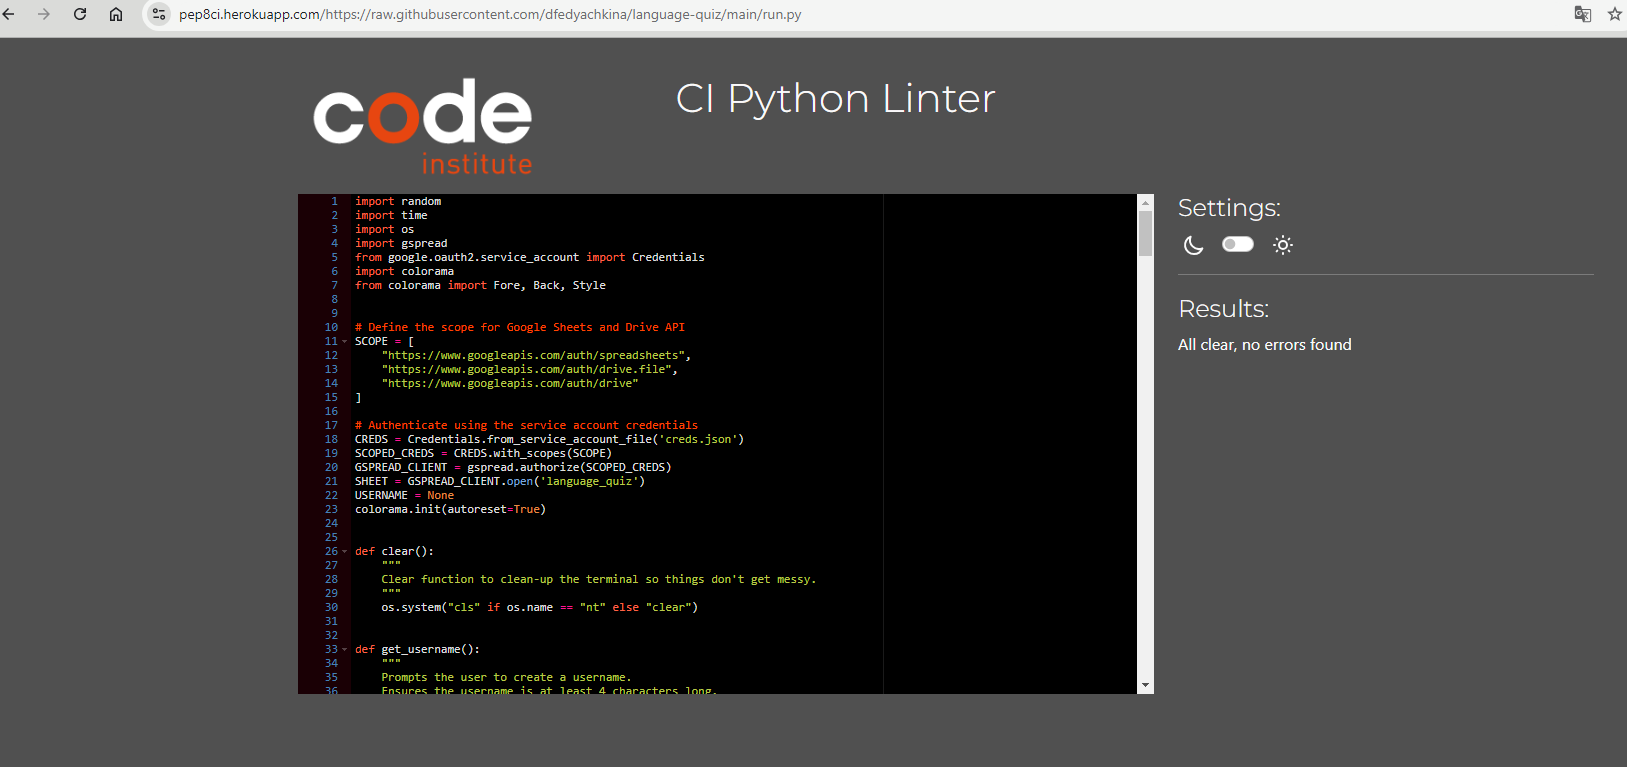 pep8ci.herokuapp.com/https://raw.githubusercontent.com/dfedyachkina/language-quiz/main/run.py
code
institute
CI Python Linter
1 import random
2 import time
3 import os
4 import gspread
5 from google.oauth2.service_account import Credentials
6 import colorama
7 from colorama import Fore, Back, Style
8
9
10 # Define the scope for Google Sheets and Drive API
11 SCOPE = [
12     "https://www.googleapis.com/auth/spreadsheets",
13     "https://www.googleapis.com/auth/drive.file",
14     "https://www.googleapis.com/auth/drive"
15 ]
16
17 # Authenticate using the service account credentials
18 CREDS = Credentials.from_service_account_file('creds.json')
19 SCOPED_CREDS = CREDS.with_scopes(SCOPE)
20 GSPREAD_CLIENT = gspread.authorize(SCOPED_CREDS)
21 SHEET = GSPREAD_CLIENT.open('language_quiz')
22 USERNAME = None
23 colorama.init(autoreset=True)
24
25
26 def clear():
27     """
28     Clear function to clean-up the terminal so things don't get messy.
29     """
30     os.system("cls" if os.name == "nt" else "clear")
31
32
33 def get_username():
34     """
35     Prompts the user to create a username.
36     Ensures the username is at least 4 characters long.
Settings:
Results:
All clear, no errors found